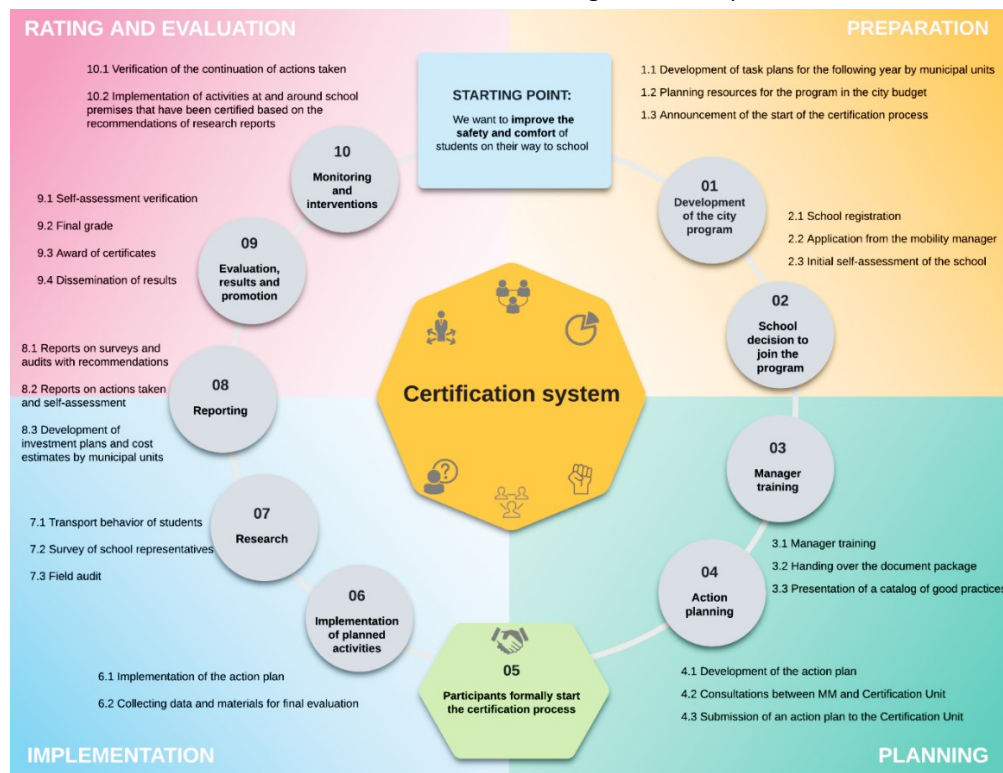 RATING AND EVALUATION
PREPARATION
10.1 Verification of the continuation of actions taken
10.2 Implementation of activities at and around school
premises that have been certified based on the
recommendations of research reports
STARTING POINT:
We want to improve the
safety and comfort of
students on their way to school
1.1 Development of task plans for the following year by municipal units
1.2 Planning resources for the program in the city budget
1.3 Announcement of the start of the certification process
10
Monitoring
and
interventions
01
Development
of the city
program
9.1 Self-assessment verification
9.2 Final grade
9.3 Award of certificates
9.4 Dissemination of results
09
Evaluation,
results and
promotion
2.1 School registration
2.2 Application from the mobility manager
2.3 Initial self-assessment of the school
02
School
decision to
join the
program
8.1 Reports on surveys and
audits with recommendations
8.2 Reports on actions taken
and self-assessment
8.3 Development of
investment plans and cost
estimates by municipal units
08
Reporting
Certification system
03
Manager
training
7.1 Transport behavior of students
7.2 Survey of school representatives
7.3 Field audit
07
Research
3.1 Manager training
3.2 Handing over the document package
3.3 Presentation of a catalog of good practices
04
Action
planning
06
Implementation
of planned
activities
05
Participants formally start
the certification process
6.1 Implementation of the action plan
6.2 Collecting data and materials for final evaluation
4.1 Development of the action plan
4.2 Consultations between MM and Certification Unit
4.3 Submission of an action plan to the Certification Unit
IMPLEMENTATION
PLANNING